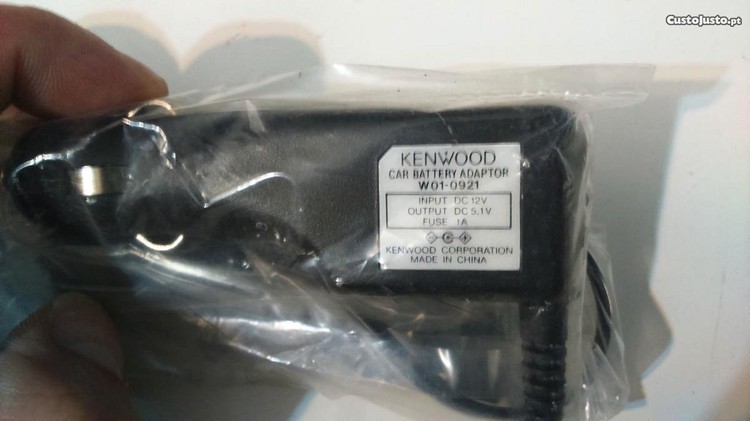 CustoJusto.pt
KENWOOD
CAR BATTERY ADAPTOR
W01-0921
INPUT DC 12V
OUTPUT DC 5.1V
FUSE 1A
KENWOOD CORPORATION
MADE IN CHINA